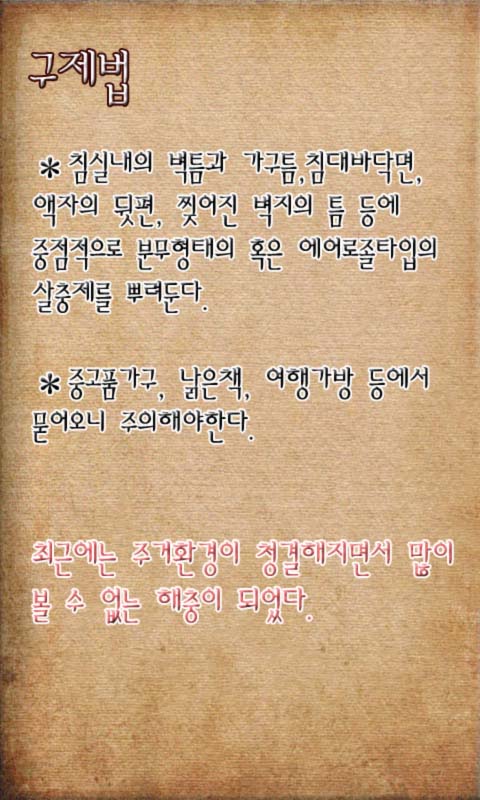 구제법
* 침실내의 벽틈과 가구틈,침대바닥면,
액자의 뒷편, 찢어진 벽지의 틈 등에
중점적으로 분무형태의 혹은 에어로졸타입의
살충제를 뿌려둔다.
* 중고품가구, 낡은책, 여행가방 등에서
묻어오니 주의해야한다.
최근에는 주거환경이 청결해지면서 많이
볼 수 없는 해충이 되었다.